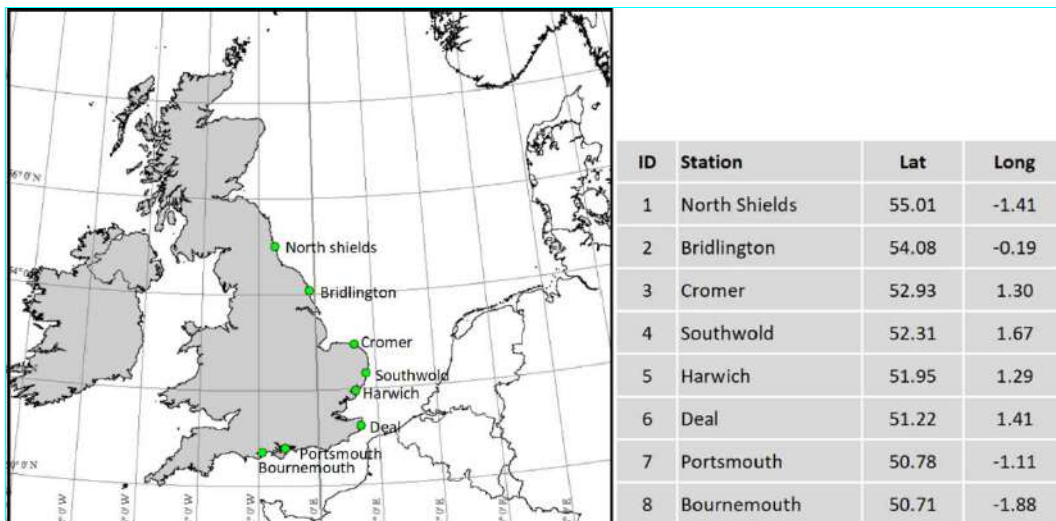 North shields
Bridlington
Cromer
Southwold
Harwich
Deal
Portsmouth
Bournemouth
ID Station Lat Long
1 North Shields 55.01 -1.41
2 Bridlington 54.08 -0.19
3 Cromer 52.93 1.30
4 Southwold 52.31 1.67
5 Harwich 51.95 1.29
6 Deal 51.22 1.41
7 Portsmouth 50.78 -1.11
8 Bournemouth 50.71 -1.88